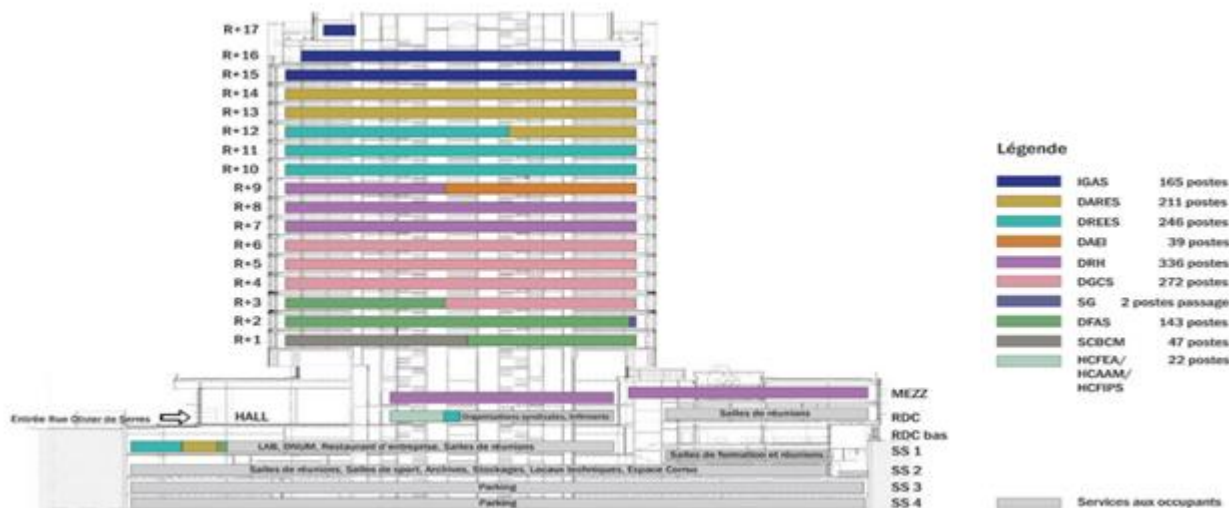 R+17
R+16
R+15
R+14
R+13
R+12
R+11
R+10
R+9
R+8
R+7
R+6
R+5
R+4
R+3
R+2
R+1
MEZZ
Entrée Rue Olivier de Serres
HALL
Organisations syndicales, Infirmerie
Salles de réunions
RDC
RDC bas
LAB, DNUM, Restaurant d'entreprise, Salles de réunions
SS 1
Salles de formation et réunions
Salles de réunions, Salles de sport, Archives, Stockages, Locaux techniques, Espace Corus
SS 2
Parking
SS 3
Parking
SS 4
Légende
IGAS 165 postes
DARES 211 postes
DREES 246 postes
DAEI 39 postes
DRH 336 postes
DGCS 272 postes
SG 2 postes passage
DFAS 143 postes
SCBCM 47 postes
HCFEA/ 22 postes
HCAAM/
HCFIPS
Services aux occupants